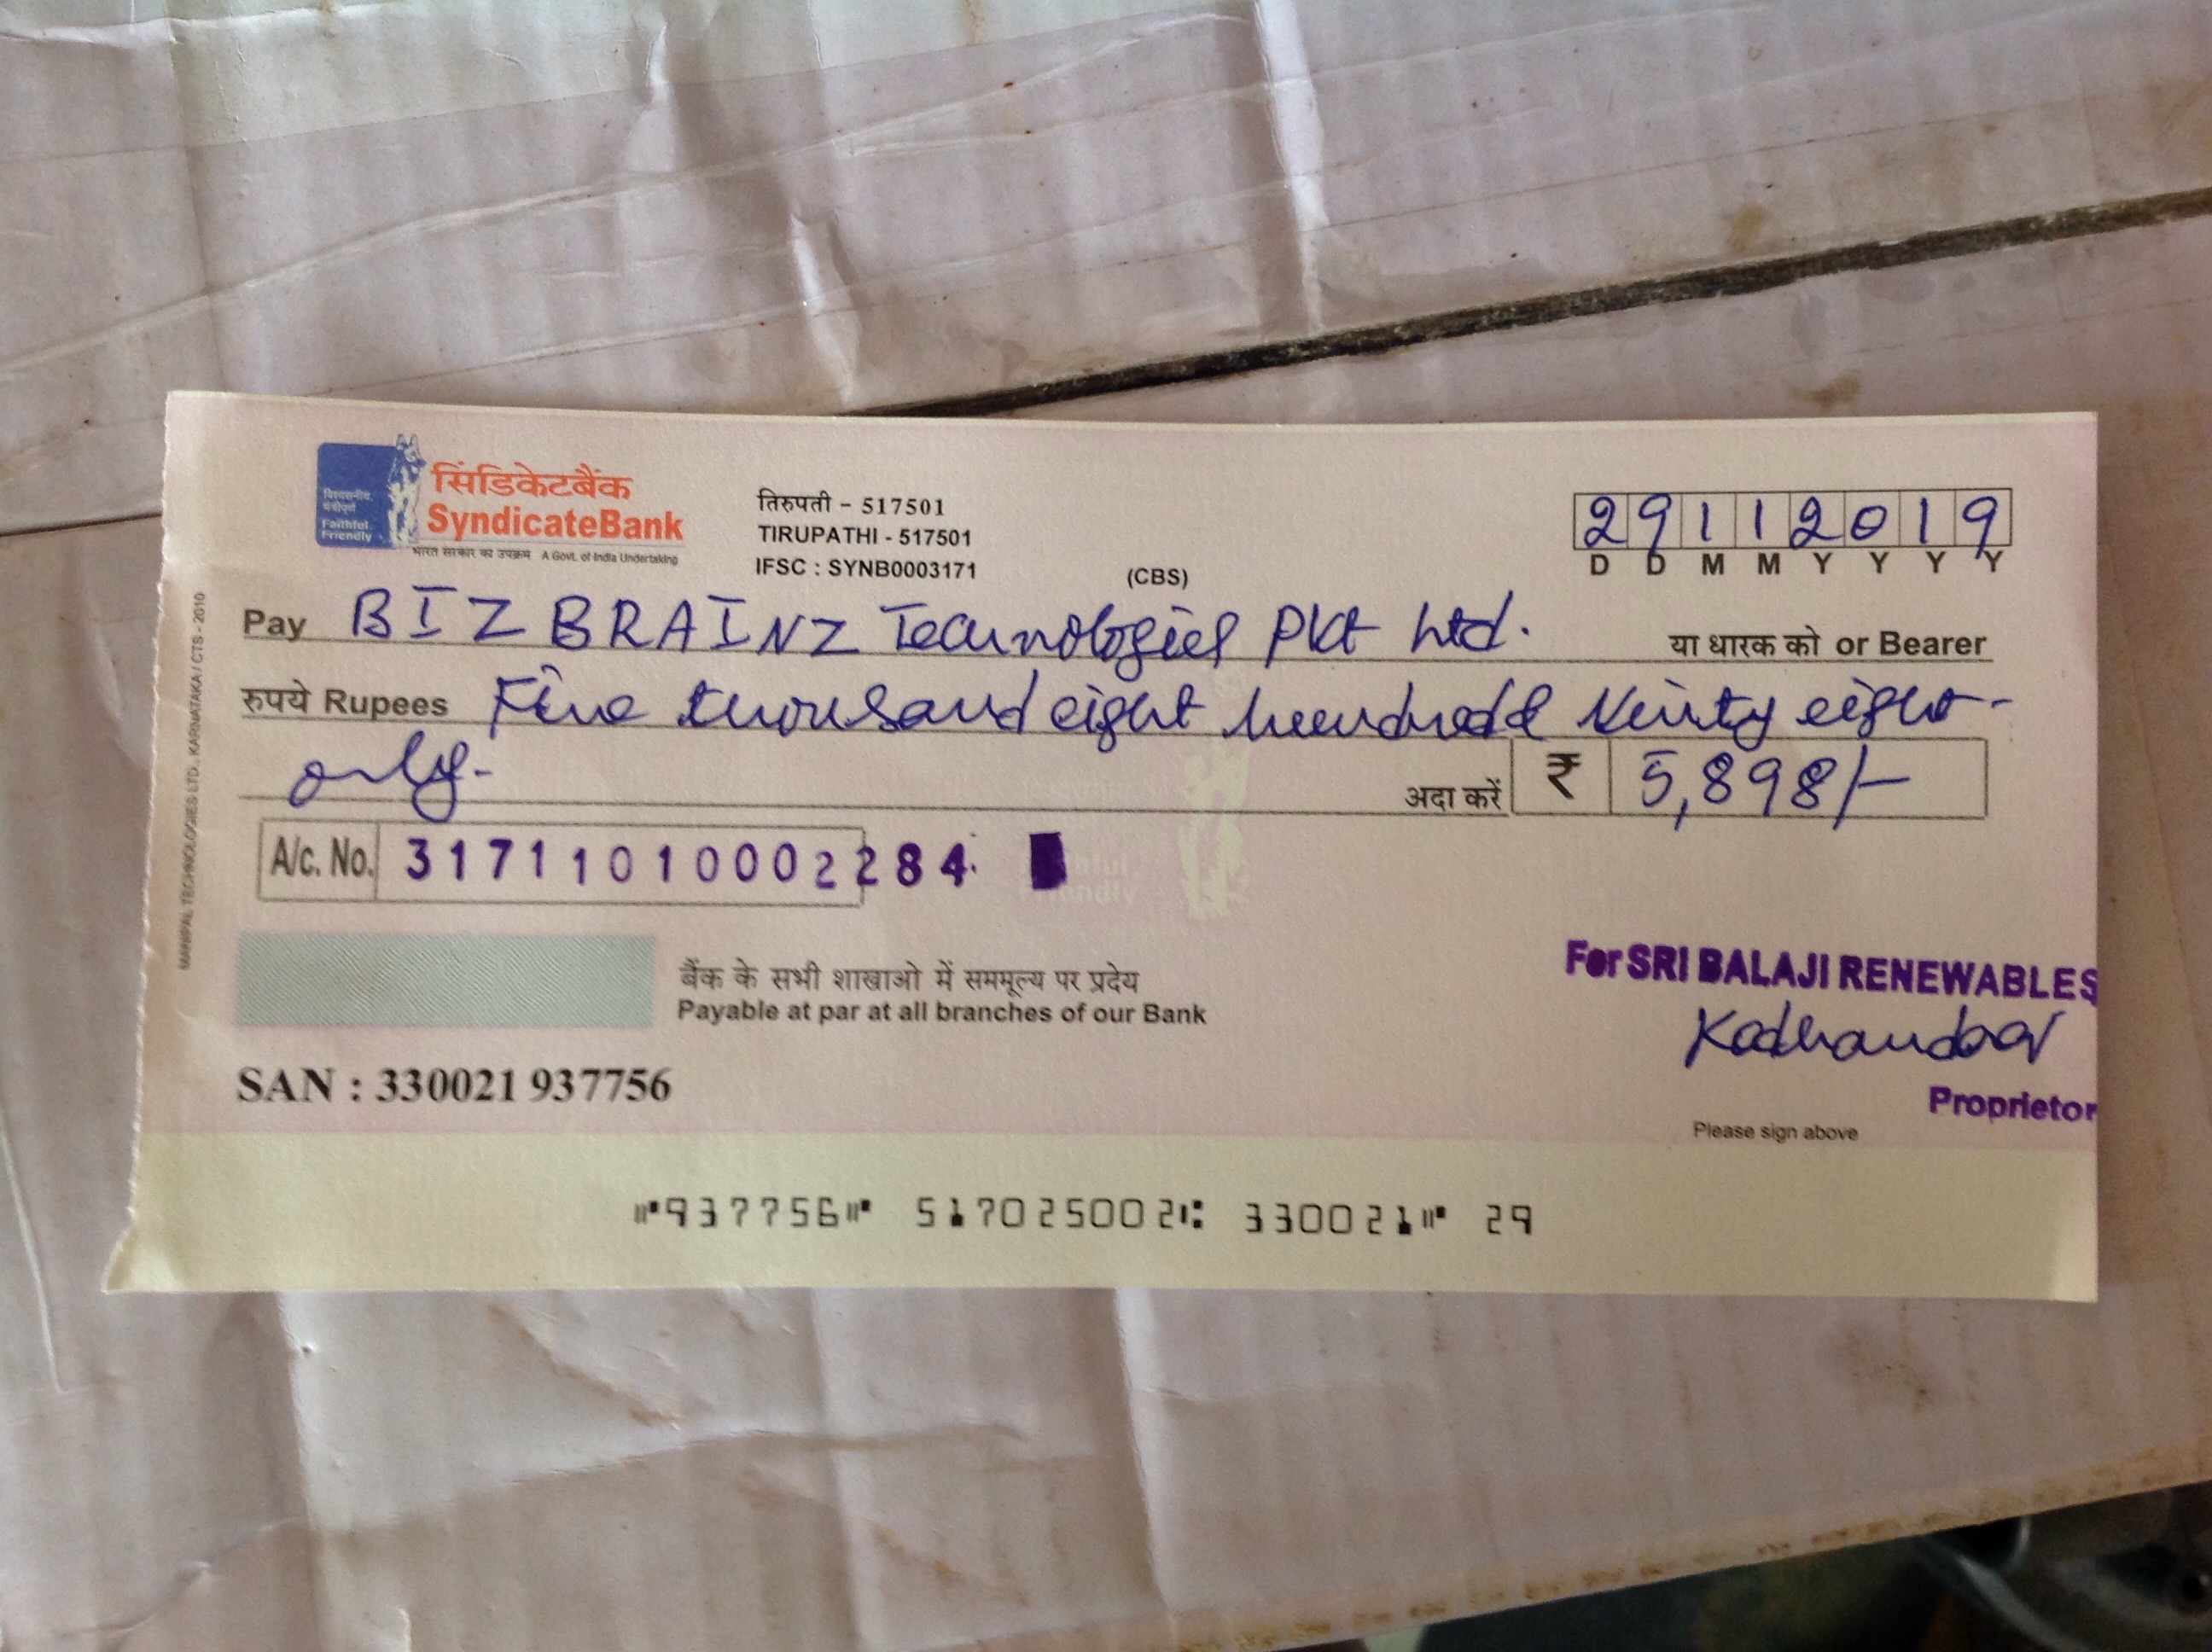 विश्वसनीय, मैत्रीपूर्ण
Faithful, Friendly
सिंडिकेटबैंक
SyndicateBank
भारत सरकार का उपक्रम A Govt. of India Undertaking
तिरुपती - 517501
TIRUPATHI - 517501
IFSC : SYNB0003171
(CBS)
29112019
D D M M Y Y Y Y
Pay BIZ BRAINZ Technologies Pvt Ltd. या धारक को or Bearer
रुपये Rupees Five thousand eight hundred Ninty eight-
only-
अदा करें ₹ 5,898/-
A/c. No. 31711010002284
बैंक के सभी शाखाओ में सममूल्य पर प्रदेय
Payable at par at all branches of our Bank
For SRI BALAJI RENEWABLES
Proprietor
Please sign above
SAN : 330021 937756
⑈937756⑈ 517025002⑆ 330021⑈ 29
MANIPAL TECHNOLOGIES LTD., KARNATAKA / CTS - 2010